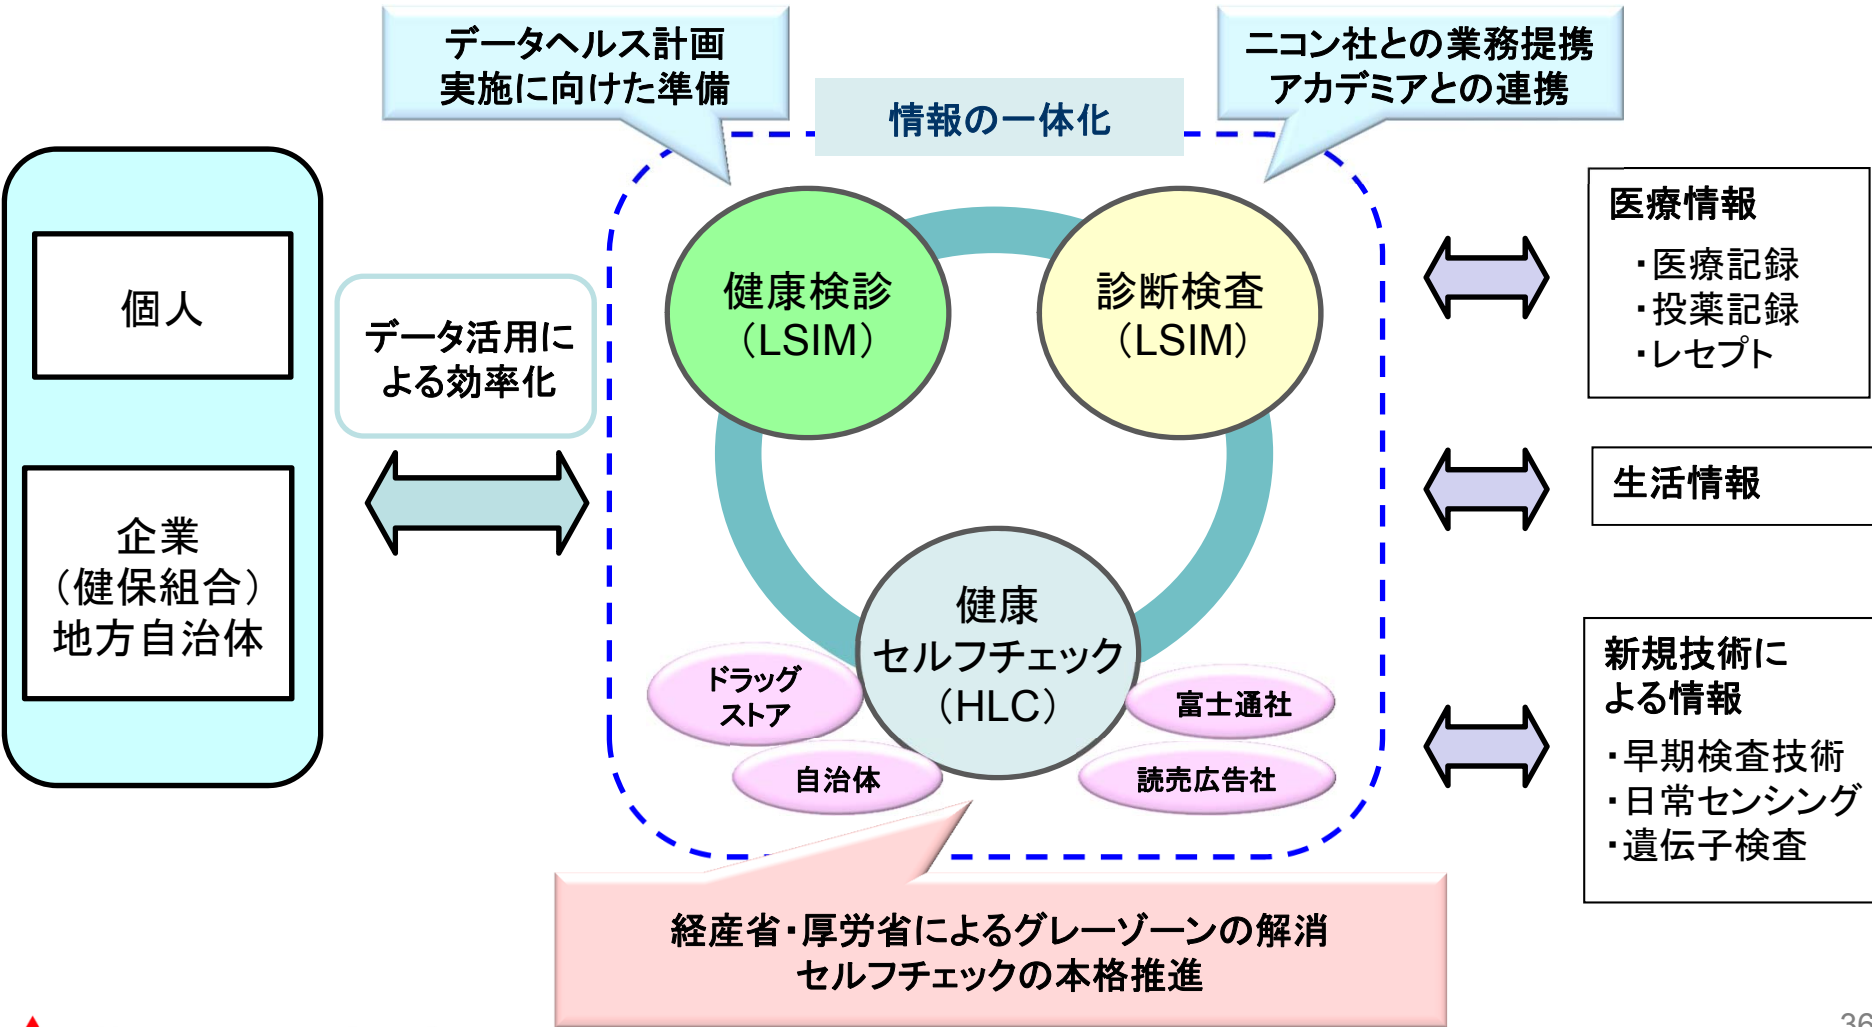 データヘルス計画
実施に向けた準備
ニコン社との業務提携
アカデミアとの連携
情報の一体化
個人
企業
（健保組合）
地方自治体
データ活用に
よる効率化
健康検診
（LSIM）
診断検査
（LSIM）
健康
セルフチェック
（HLC）
ドラッグ
ストア
自治体
富士通社
読売広告社
経産省・厚労省によるグレーゾーンの解消
セルフチェックの本格推進
医療情報
・医療記録
・投薬記録
・レセプト
生活情報
新規技術に
よる情報
・早期検査技術
・日常センシング
・遺伝子検査
36